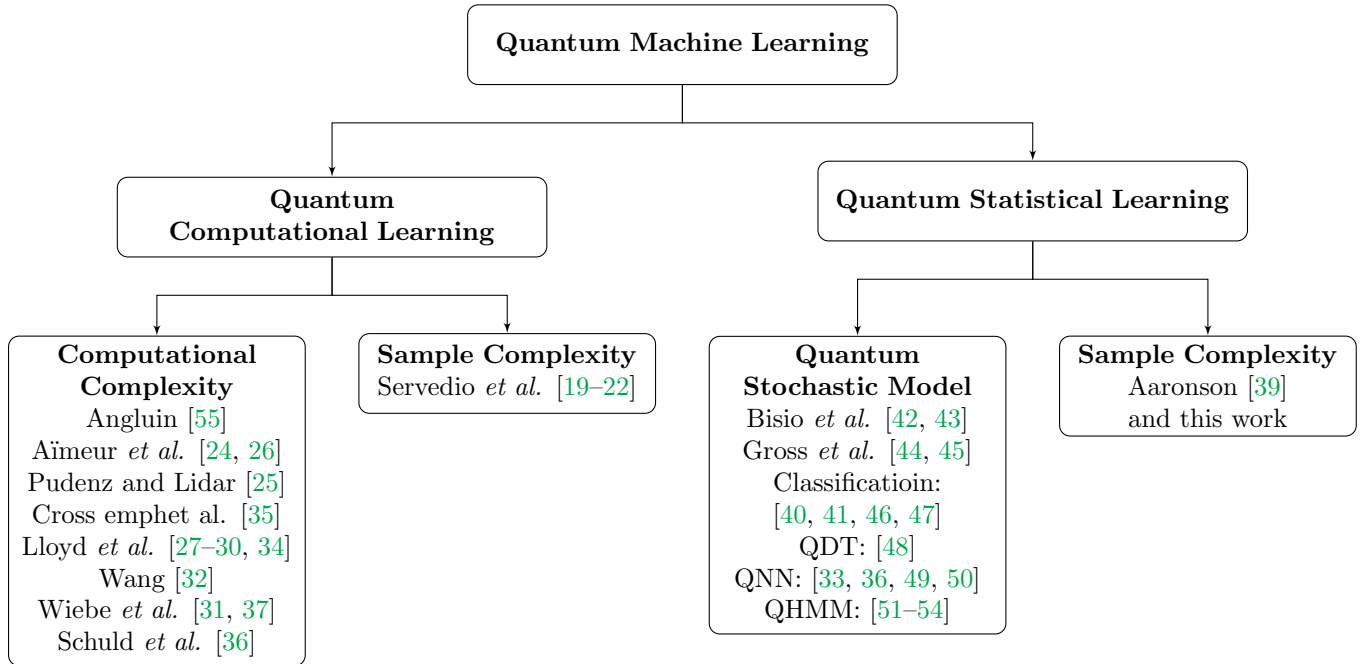 Quantum Machine Learning
Quantum
Computational Learning
Quantum Statistical Learning
Computational
Complexity
Angluin [55]
Aïmeur et al. [24, 26]
Pudenz and Lidar [25]
Cross emphet al. [35]
Lloyd et al. [27–30, 34]
Wang [32]
Wiebe et al. [31, 37]
Schuld et al. [36]
Sample Complexity
Servedio et al. [19–22]
Quantum
Stochastic Model
Bisio et al. [42, 43]
Gross et al. [44, 45]
Classificatioin:
[40, 41, 46, 47]
QDT: [48]
QNN: [33, 36, 49, 50]
QHMM: [51–54]
Sample Complexity
Aaronson [39]
and this work